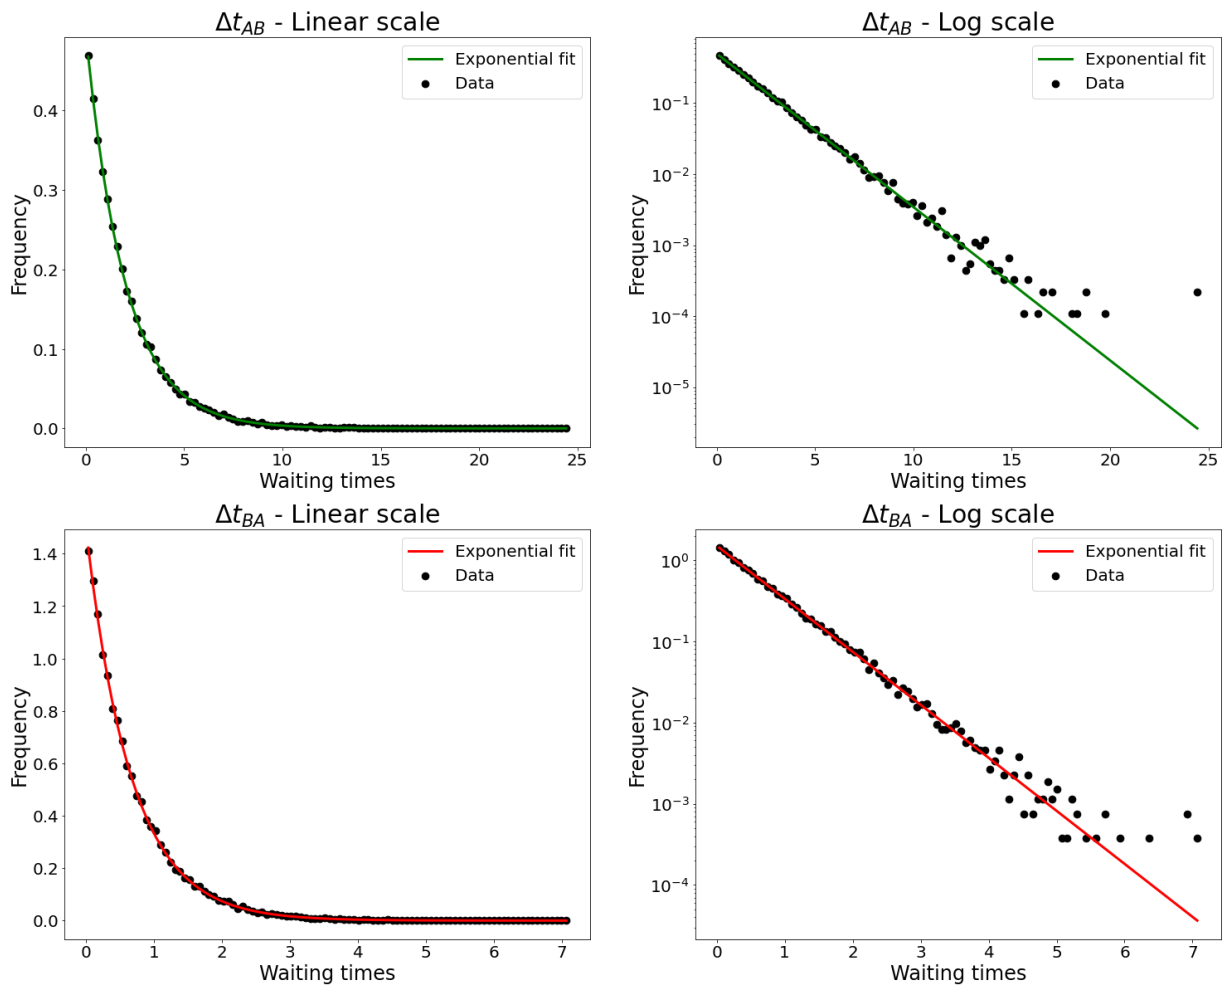 Δt_AB - Linear scale
Exponential fit
Data
Frequency
0.4
0.3
0.2
0.1
0.0
0 5 10 15 20 25
Waiting times
Δt_AB - Log scale
Exponential fit
Data
Frequency
10⁻¹
10⁻²
10⁻³
10⁻⁴
10⁻⁵
0 5 10 15 20 25
Waiting times
Δt_BA - Linear scale
Exponential fit
Data
Frequency
1.4
1.2
1.0
0.8
0.6
0.4
0.2
0.0
0 1 2 3 4 5 6 7
Waiting times
Δt_BA - Log scale
Exponential fit
Data
Frequency
10⁰
10⁻¹
10⁻²
10⁻³
10⁻⁴
0 1 2 3 4 5 6 7
Waiting times